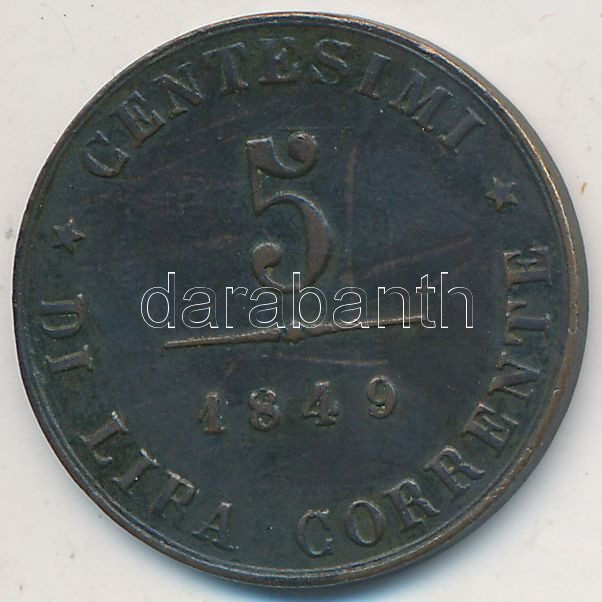 CENTESIMI
5
darabanth
1849
DI LIRA CORRENTE